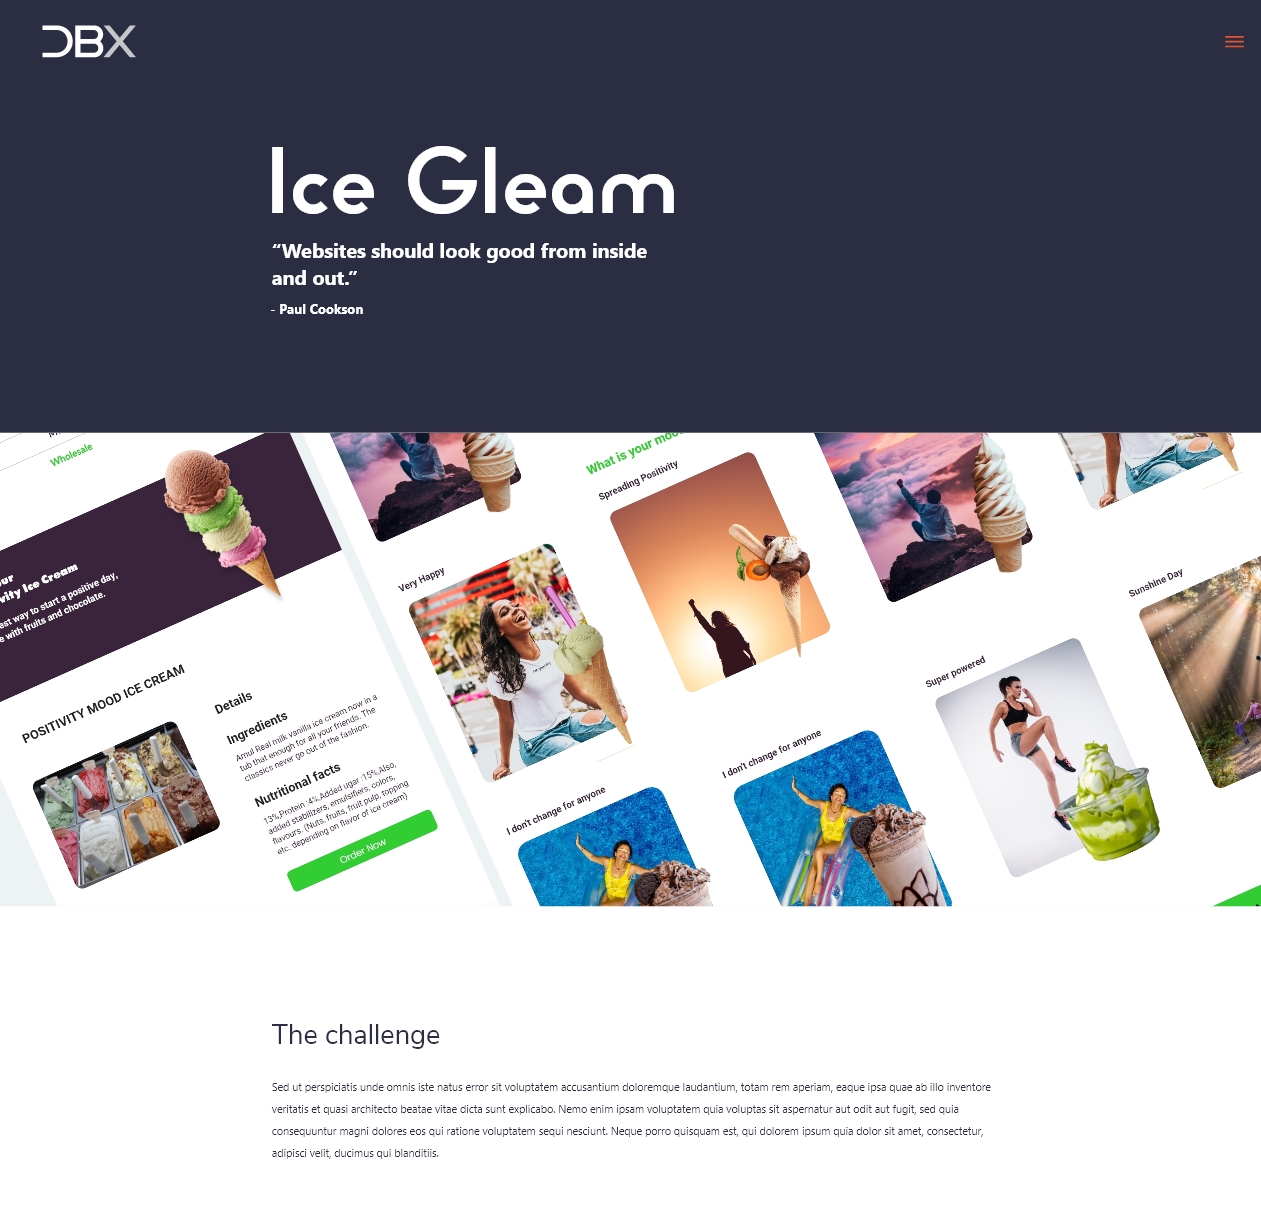 DBX
Ice Gleam
“Websites should look good from inside
and out.”
- Paul Cookson
Wholesale
vity Ice Cream
est way to start a positive day,
e with fruits and chocolate.
POSITIVITY MOOD ICE CREAM
Details
Ingredients
Amul Real milk vanilla ice cream now in a
tub that enough for all your friends. The
classics never go out of the fashion.
Nutritional facts
13%,Protein :4%,Added ugar :15%,Also,
added stabilizers, emulsifiers, colors,
flavours. (Nuts, fruits, fruit pulp, topping
etc. depending on flavor of ice cream)
Order Now
What is your mood
Spreading Positivity
Very Happy
I don't change for anyone
I don't change for anyone
Super powered
Sunshine Day
The challenge
Sed ut perspiciatis unde omnis iste natus error sit voluptatem accusantium doloremque laudantium, totam rem aperiam, eaque ipsa quae ab illo inventore
veritatis et quasi architecto beatae vitae dicta sunt explicabo. Nemo enim ipsam voluptatem quia voluptas sit aspernatur aut odit aut fugit, sed quia
consequuntur magni dolores eos qui ratione voluptatem sequi nesciunt. Neque porro quisquam est, qui dolorem ipsum quia dolor sit amet, consectetur,
adipisci velit, ducimus qui blanditiis.